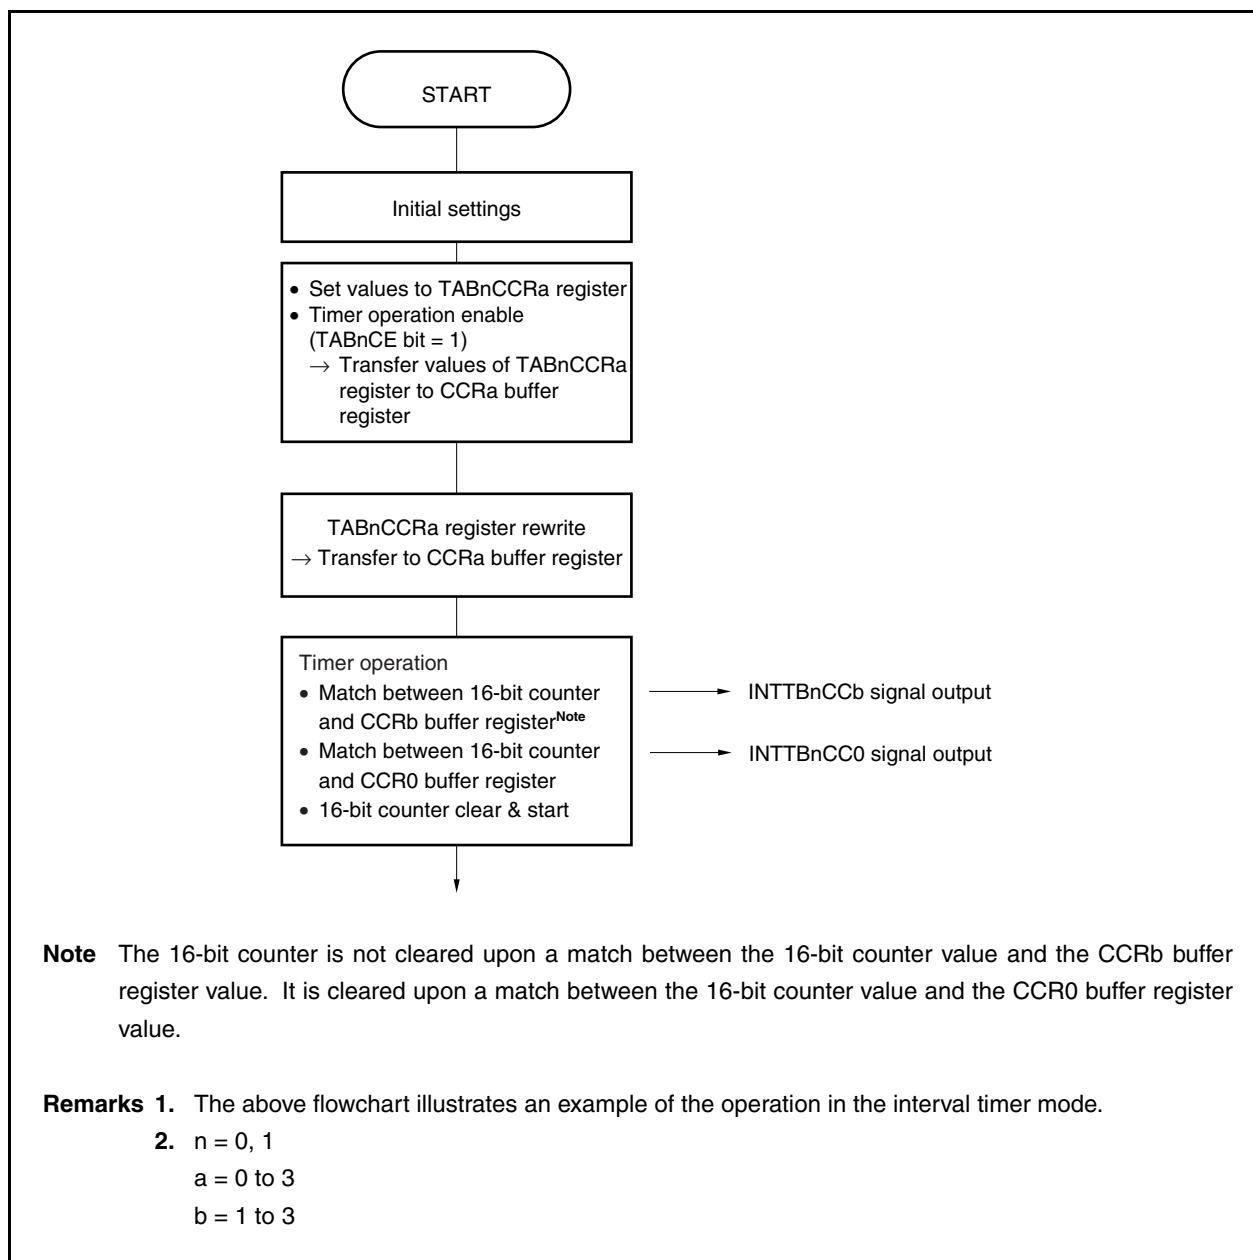 START
Initial settings
• Set values to TABnCCRa register
• Timer operation enable
(TABnCE bit = 1)
→ Transfer values of TABnCCRa
register to CCRa buffer
register
TABnCCRa register rewrite
→ Transfer to CCRa buffer register
Timer operation
• Match between 16-bit counter
and CCRb buffer registerNote
• Match between 16-bit counter
and CCR0 buffer register
• 16-bit counter clear & start
INTTBnCCb signal output
INTTBnCC0 signal output
Note The 16-bit counter is not cleared upon a match between the 16-bit counter value and the CCRb buffer
register value. It is cleared upon a match between the 16-bit counter value and the CCR0 buffer register
value.
Remarks 1. The above flowchart illustrates an example of the operation in the interval timer mode.
2. n = 0, 1
a = 0 to 3
b = 1 to 3